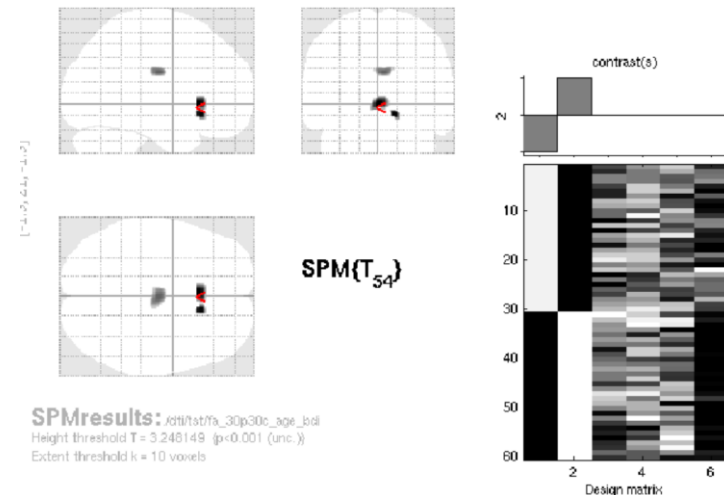 contrast(s)
2
SPM{T54}
10
20
30
40
50
60
2 4 6
Design matrix
SPMresults: ./dti/tst/fa_30p30c_age_bdi
Height threshold T = 3.246149 (p<0.001 (unc.))
Extent threshold k = 10 voxels